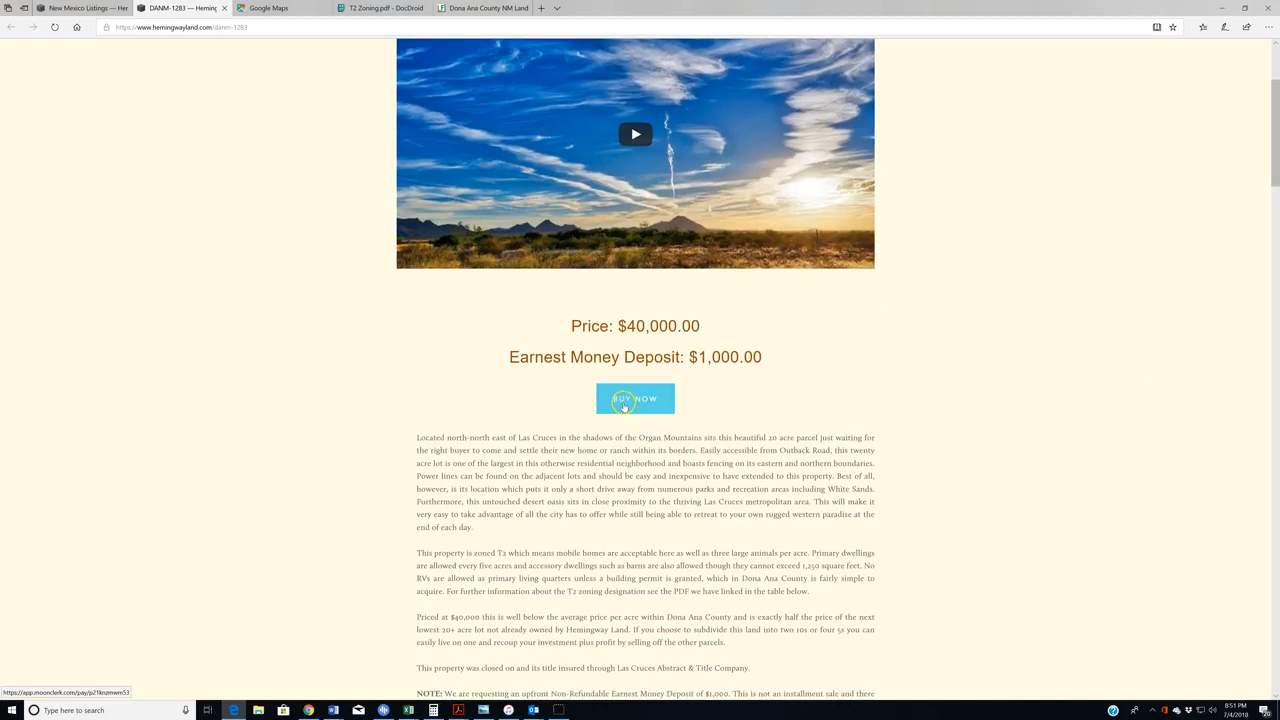 New Mexico Listings — Her
DANM-1283 — Heming
Google Maps
T2 Zoning.pdf - DocDroid
Dona Ana County NM Land
https://www.hemingwayland.com/danm-1283
Price: $40,000.00
Earnest Money Deposit: $1,000.00
BUY NOW
Located north-north east of Las Cruces in the shadows of the Organ Mountains sits this beautiful 20 acre parcel just waiting for
the right buyer to come and settle their new home or ranch within its borders. Easily accessible from Outback Road, this twenty
acre lot is one of the largest in this otherwise residential neighborhood and boasts fencing on its eastern and northern boundaries.
Power lines can be found on the adjacent lots and should be easy and inexpensive to have extended to this property. Best of all,
however, is its location which puts it only a short drive away from numerous parks and recreation areas including White Sands.
Furthermore, this untouched desert oasis sits in close proximity to the thriving Las Cruces metropolitan area. This will make it
very easy to take advantage of all the city has to offer while still being able to retreat to your own rugged western paradise at the
end of each day.
This property is zoned T2 which means mobile homes are acceptable here as well as three large animals per acre. Primary dwellings
are allowed every five acres and accessory dwellings such as barns are also allowed though they cannot exceed 1,250 square feet. No
RVs are allowed as primary living quarters unless a building permit is granted, which in Dona Ana County is fairly simple to
acquire. For further information about the T2 zoning designation see the PDF we have linked in the table below.
Priced at $40,000 this is well below the average price per acre within Dona Ana County and is exactly half the price of the next
lowest 20+ acre lot not already owned by Hemingway Land. If you choose to subdivide this land into two 10s or four 5s you can
easily live on one and recoup your investment plus profit by selling off the other parcels.
This property was closed on and its title insured through Las Cruces Abstract & Title Company.
NOTE: We are requesting an upfront Non-Refundable Earnest Money Deposit of $1,000. This is not an installment sale and there
https://app.moonclerk.com/pay/p21knzmwm53
Type here to search
8:51 PM
7/4/2018
20